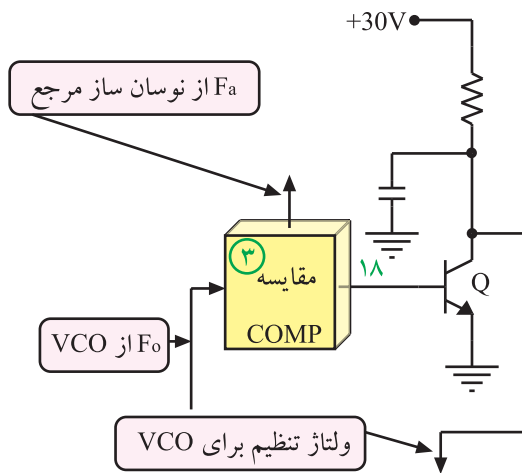 +30V
Fa از نوسان ساز مرجع
۳
مقایسه
COMP
۱۸
Q
Fo از VCO
ولتاژ تنظیم برای VCO